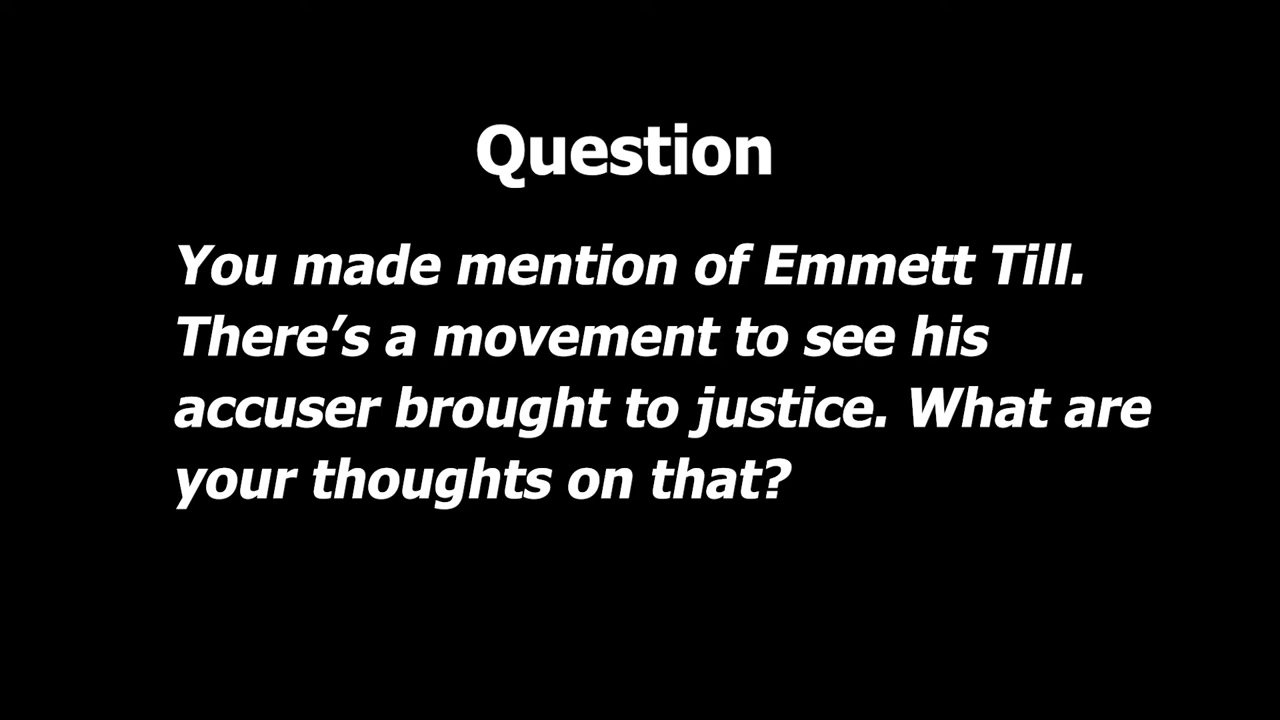 Question
You made mention of Emmett Till.
There’s a movement to see his
accuser brought to justice. What are
your thoughts on that?